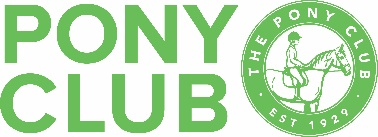 PONY
CLUB
THE PONY CLUB
EST 1929